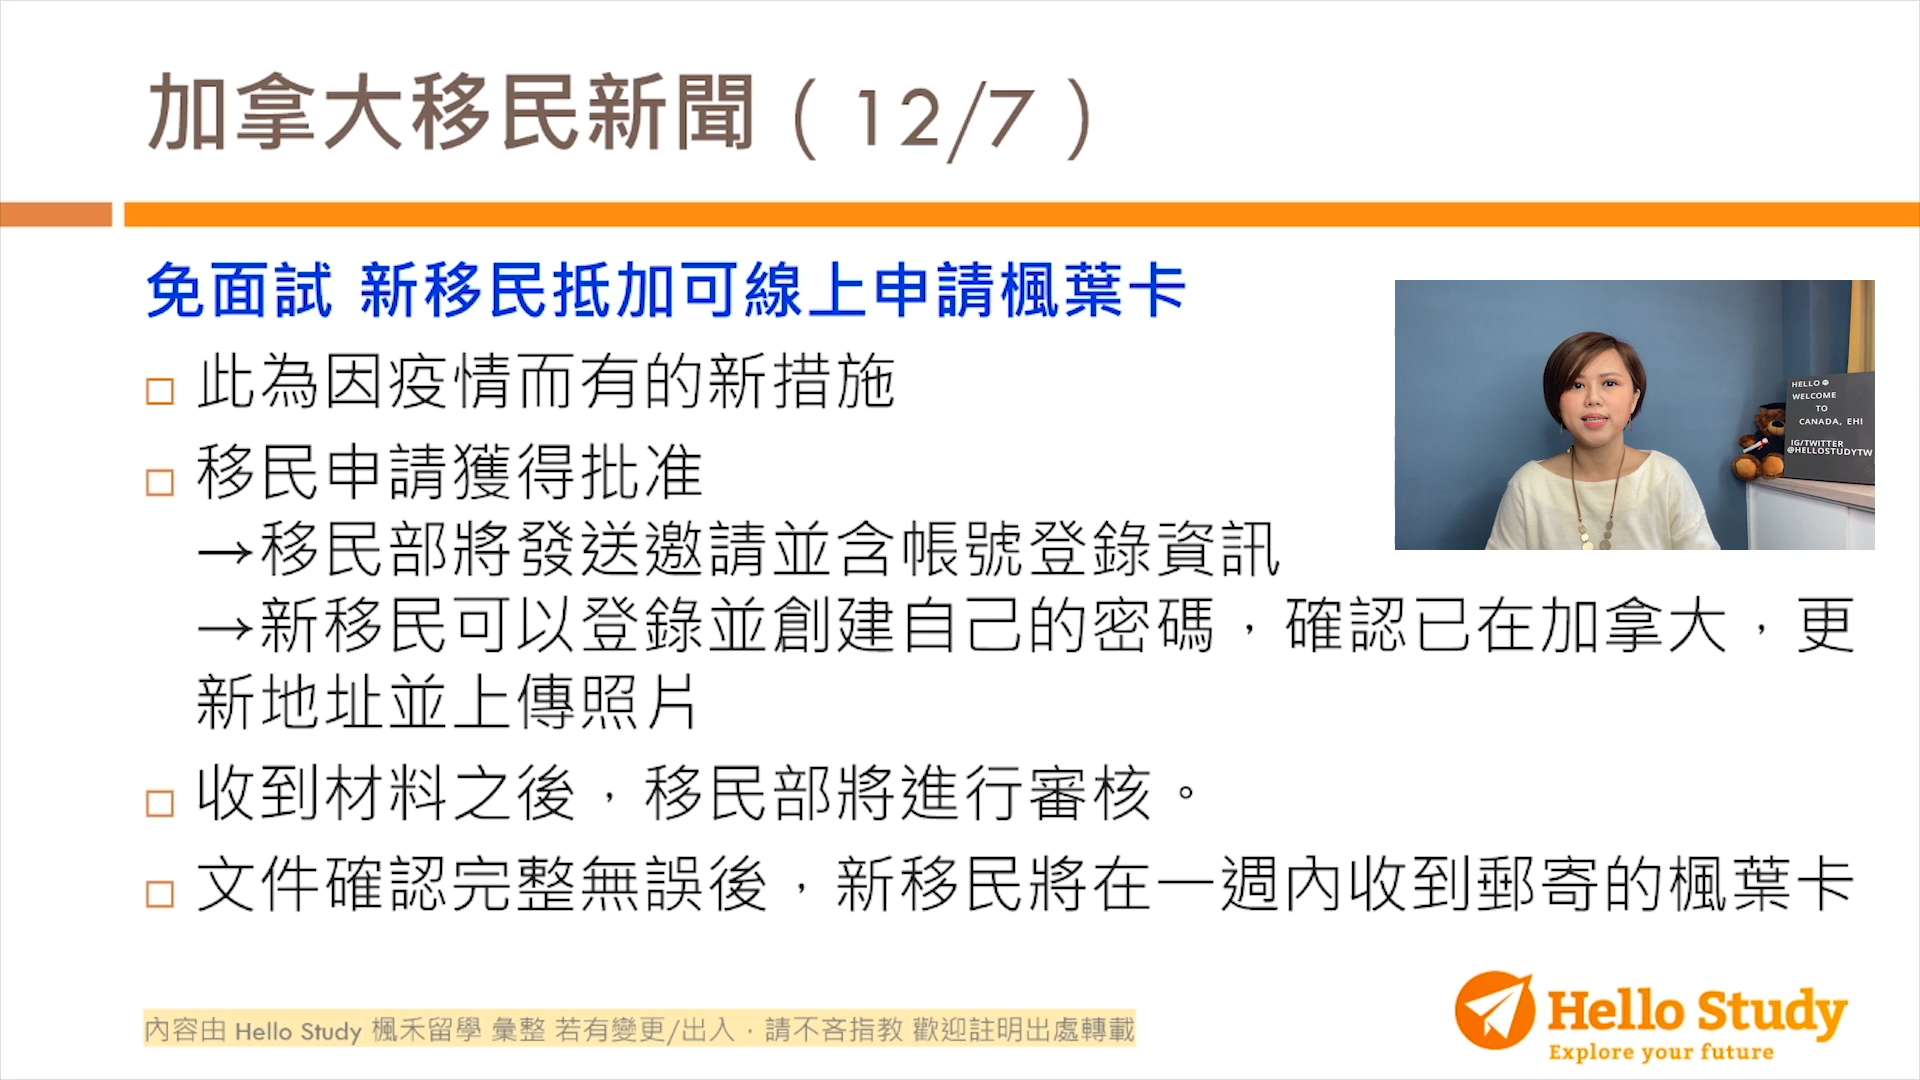 加拿大移民新聞（12/7）
免面試 新移民抵加可線上申請楓葉卡
此為因疫情而有的新措施
移民申請獲得批准
→移民部將發送邀請並含帳號登錄資訊
→新移民可以登錄並創建自己的密碼，確認已在加拿大，更
新地址並上傳照片
收到材料之後，移民部將進行審核。
文件確認完整無誤後，新移民將在一週內收到郵寄的楓葉卡
HELLO
WELCOME
TO
CANADA, EH!
IG/TWITTER
@HELLOSTUDYTW
內容由 Hello Study 楓禾留學 彙整 若有變更/出入，請不吝指教 歡迎註明出處轉載
Hello Study
Explore your future